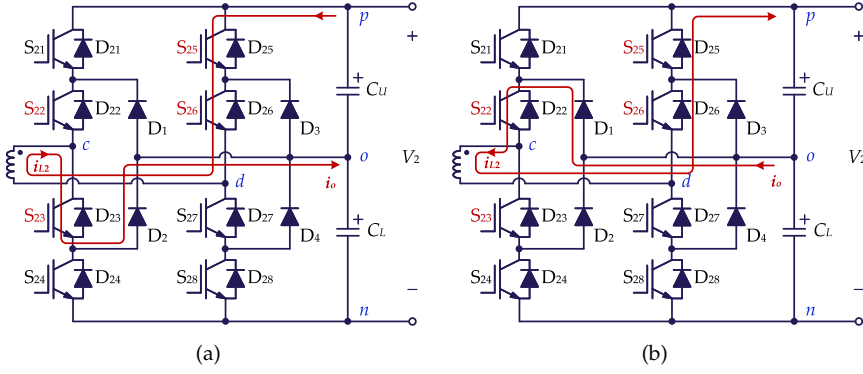 p p
S21 D21 S25 D25 + S21 D21 S25 D25 +
S22 D22 S26 D26 + CU S22 D22 S26 D26 + CU
D1 D3 D1 D3
c c
iL2 o V2 iL2 o V2
d io d io
S23 D23 S27 D27 + S23 D23 S27 D27 +
D2 D4 CL D2 D4 CL
S24 D24 S28 D28 S24 D24 S28 D28
n − n −
(a) (b)